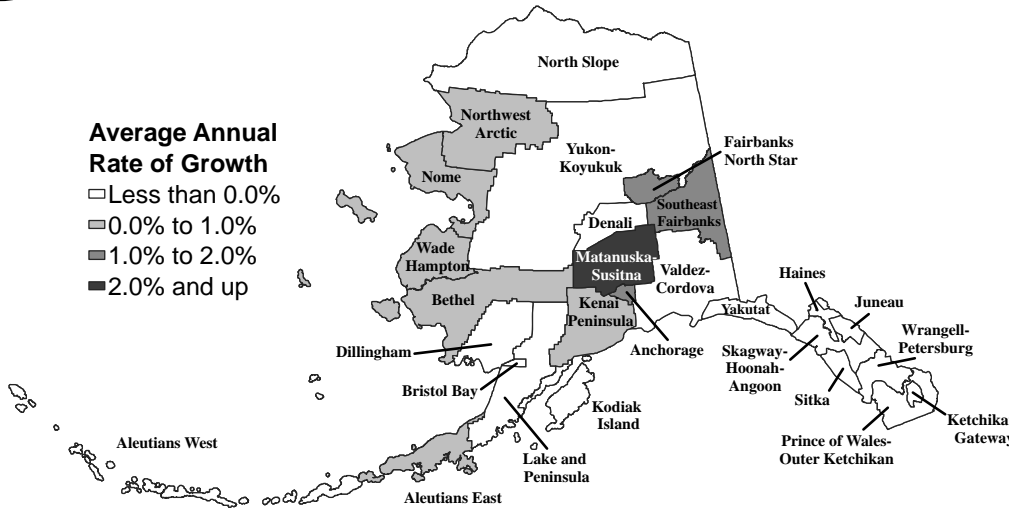 Average Annual
Rate of Growth
Less than 0.0%
0.0% to 1.0%
1.0% to 2.0%
2.0% and up
North Slope
Northwest
Arctic
Nome
Yukon-
Koyukuk
Fairbanks
North Star
Southeast
Fairbanks
Denali
Wade
Hampton
Matanuska-
Susitna
Valdez-
Cordova
Bethel
Kenai
Peninsula
Yakutat
Haines
Juneau
Wrangell-
Petersburg
Dillingham
Anchorage
Skagway-
Hoonah-
Angoon
Bristol Bay
Sitka
Kodiak
Island
Ketchika
Gateway
Prince of Wales-
Outer Ketchikan
Aleutians West
Lake and
Peninsula
Aleutians East